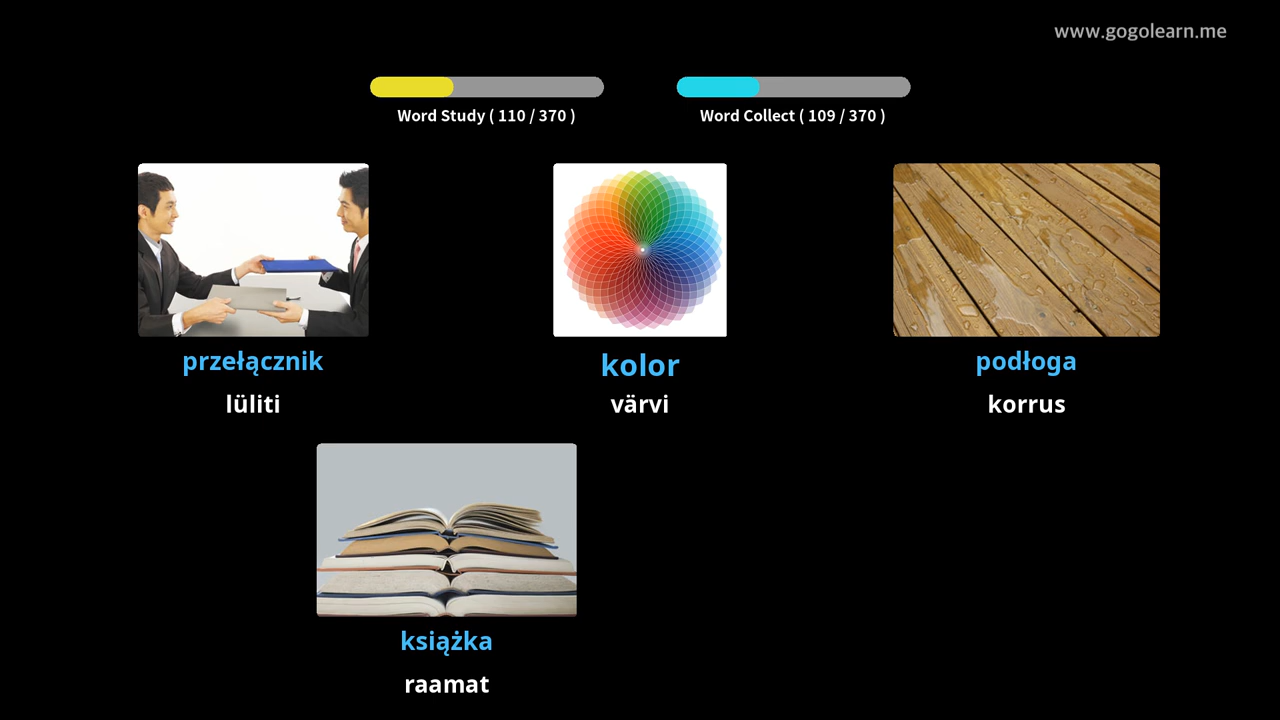 www.gogolearn.me
Word Study ( 110 / 370 )
Word Collect ( 109 / 370 )
przełącznik
kolor
podłoga
lüliti
värvi
korrus
książka
raamat